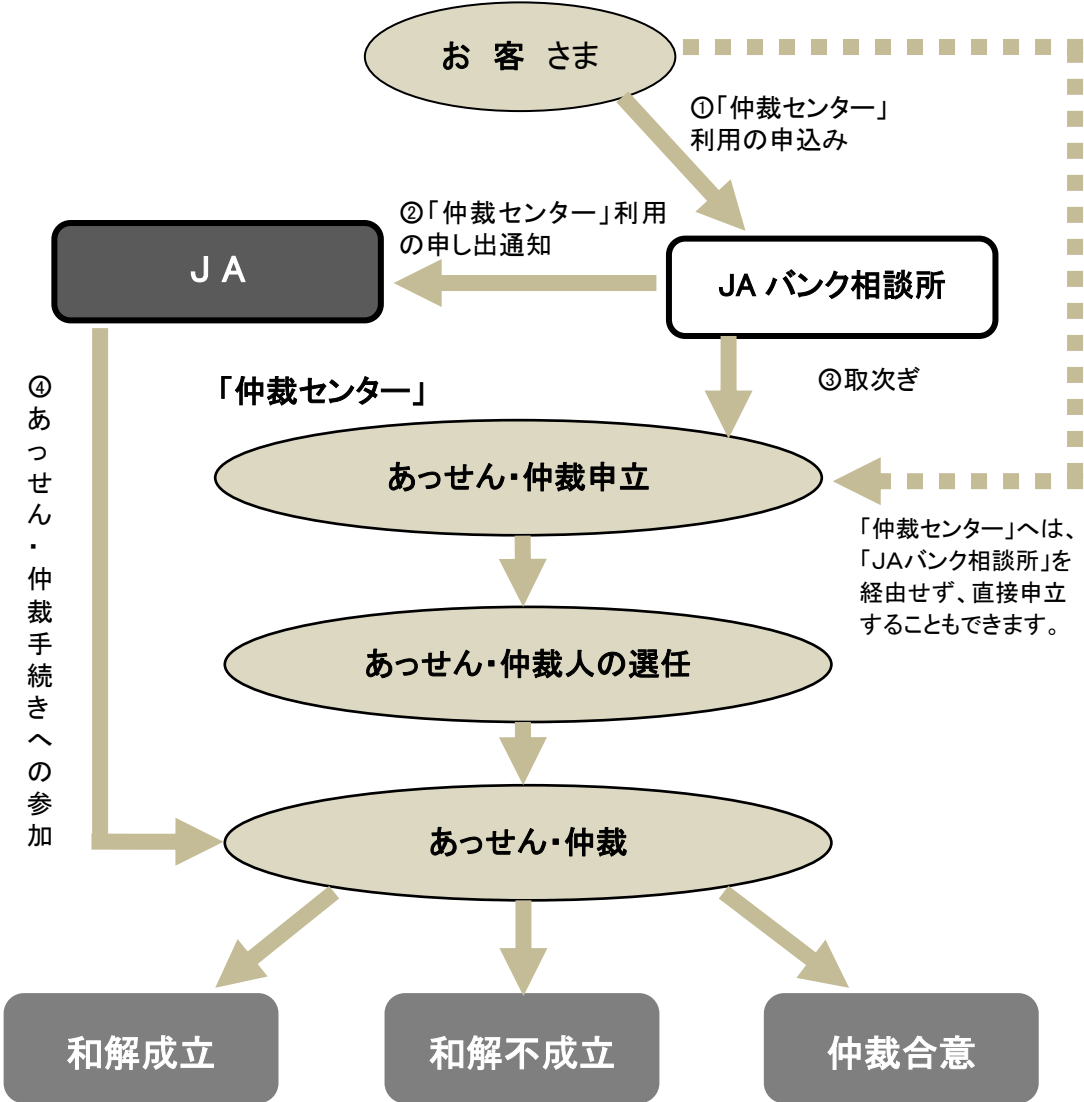 お 客 さま
①「仲裁センター」
利用の申込み
②「仲裁センター」利用
の申し出通知
JA
JA バンク相談所
③取次ぎ
「仲裁センター」
④あっせん・仲裁手続きへの参加
あっせん・仲裁申立
「仲裁センター」へは、
「JAバンク相談所」を
経由せず、直接申立
することもできます。
あっせん・仲裁人の選任
あっせん・仲裁
和解成立
和解不成立
仲裁合意